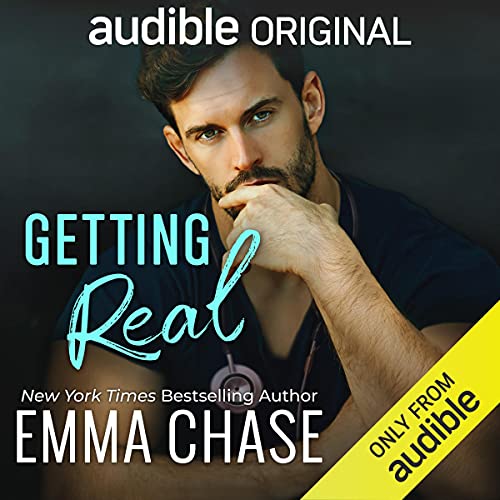 audible ORIGINAL
GETTING
Real
New York Times Bestselling Author
EMMA CHASE
ONLY FROM
audible